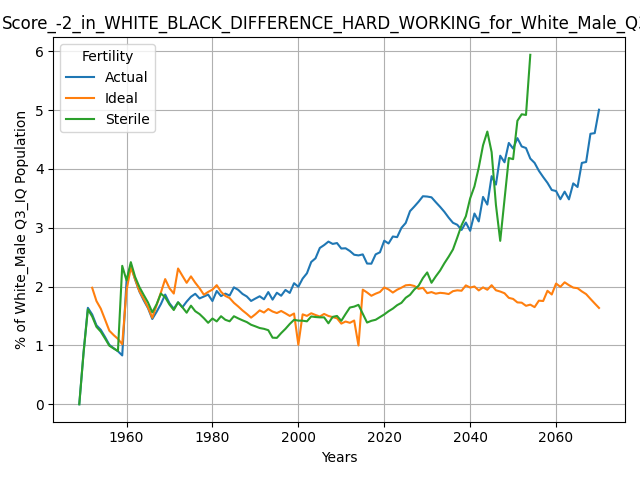 Score_-2_in_WHITE_BLACK_DIFFERENCE_HARD_WORKING_for_White_Male_Q3
Fertility
Actual
Ideal
Sterile
% of White_Male Q3_IQ Population
6
5
4
3
2
1
0
1960 1980 2000 2020 2040 2060
Years